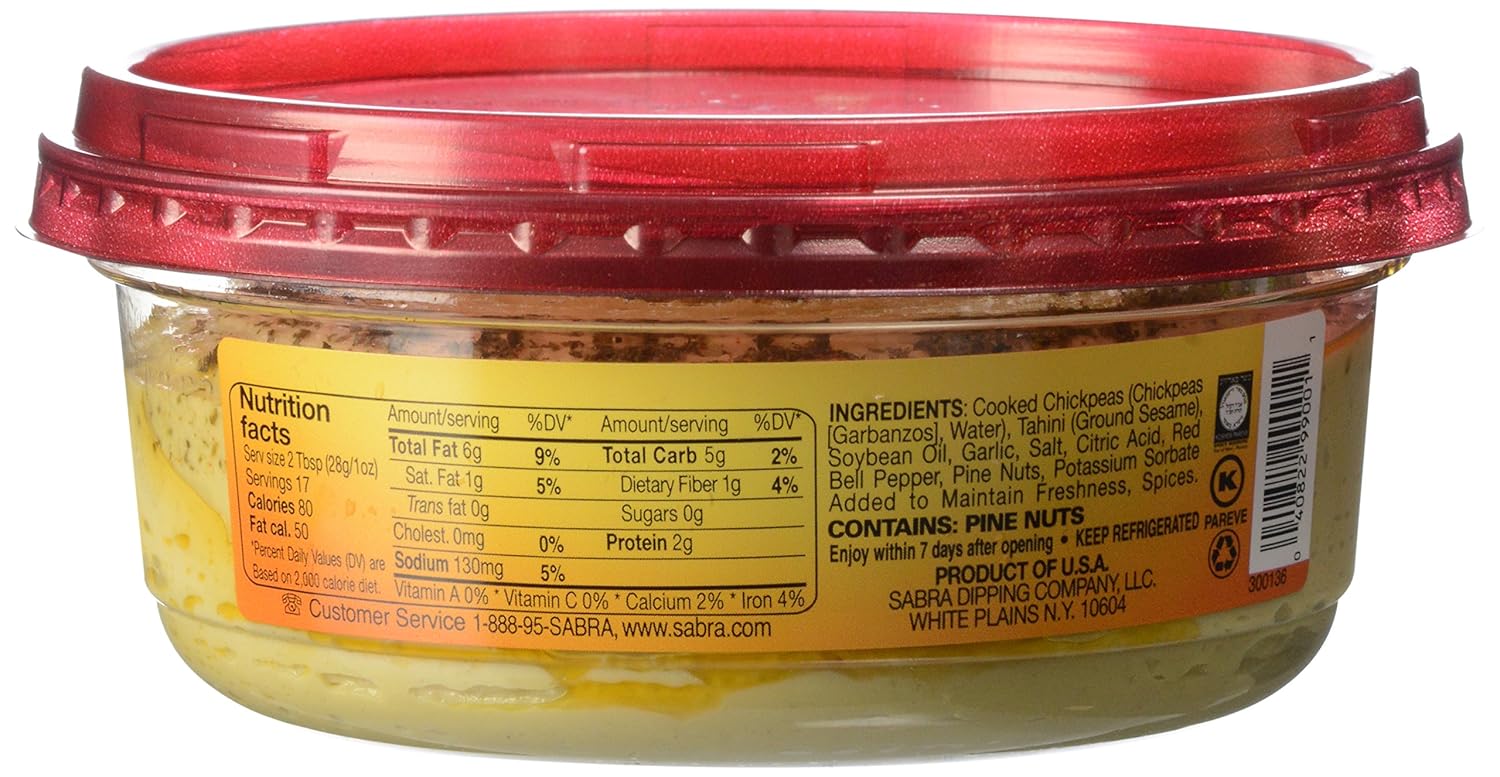 Nutrition
facts
Serv size 2 Tbsp (28g/1oz)
Servings 17
Calories 80
Fat cal. 50
*Percent Daily Values (DV) are
Based on 2,000 calorie diet.
Amount/serving %DV* Amount/serving %DV*
Total Fat 6g 9% Total Carb 5g 2%
Sat. Fat 1g 5% Dietary Fiber 1g 4%
Trans fat 0g Sugars 0g
Cholest. 0mg 0% Protein 2g
Sodium 130mg 5%
Vitamin A 0% * Vitamin C 0% * Calcium 2% * Iron 4%
Customer Service 1-888-95-SABRA, www.sabra.com
INGREDIENTS: Cooked Chickpeas (Chickpeas
[Garbanzos], Water), Tahini (Ground Sesame),
Soybean Oil, Garlic, Salt, Citric Acid, Red
Bell Pepper, Pine Nuts, Potassium Sorbate
Added to Maintain Freshness, Spices.
CONTAINS: PINE NUTS
Enjoy within 7 days after opening • KEEP REFRIGERATED
PRODUCT OF U.S.A.
SABRA DIPPING COMPANY, LLC.
WHITE PLAINS N.Y. 10604
K
PAREVE
0 40822 99001 1
300136